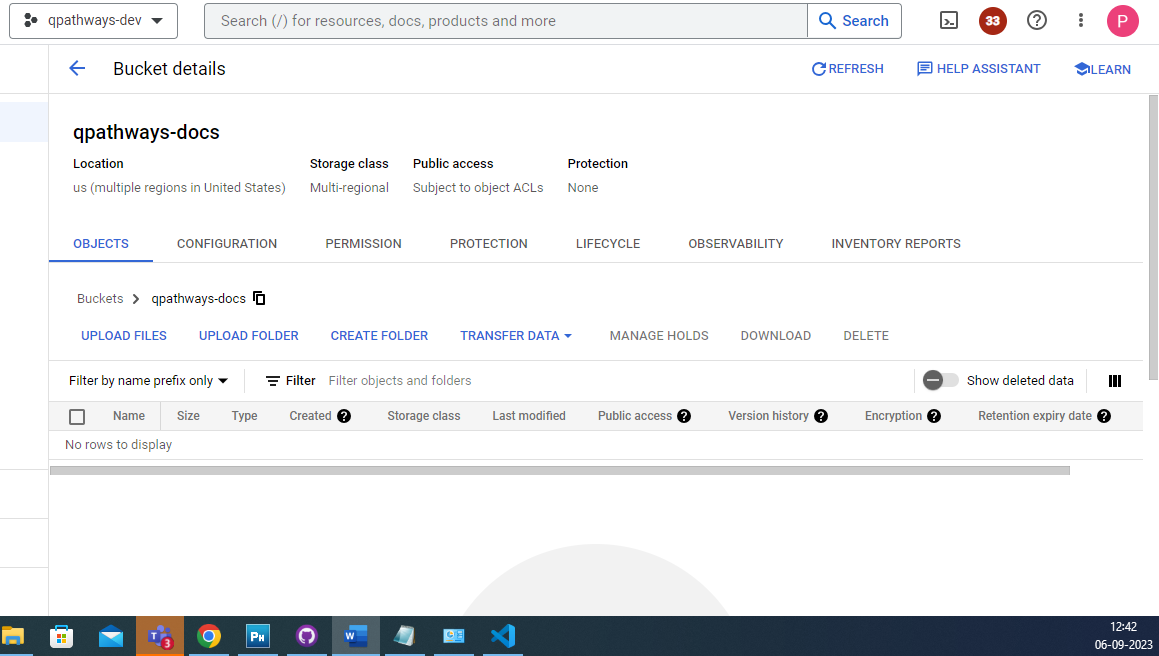 qpathways-dev
Search (/) for resources, docs, products and more
Search
33
P
Bucket details
REFRESH
HELP ASSISTANT
LEARN
qpathways-docs
Location
Storage class
Public access
Protection
us (multiple regions in United States)
Multi-regional
Subject to object ACLs
None
OBJECTS
CONFIGURATION
PERMISSION
PROTECTION
LIFECYCLE
OBSERVABILITY
INVENTORY REPORTS
Buckets
qpathways-docs
UPLOAD FILES
UPLOAD FOLDER
CREATE FOLDER
TRANSFER DATA
MANAGE HOLDS
DOWNLOAD
DELETE
Filter by name prefix only
Filter
Filter objects and folders
Show deleted data
Name
Size
Type
Created
Storage class
Last modified
Public access
Version history
Encryption
Retention expiry date
No rows to display
3
PH
W
12:42
06-09-2023